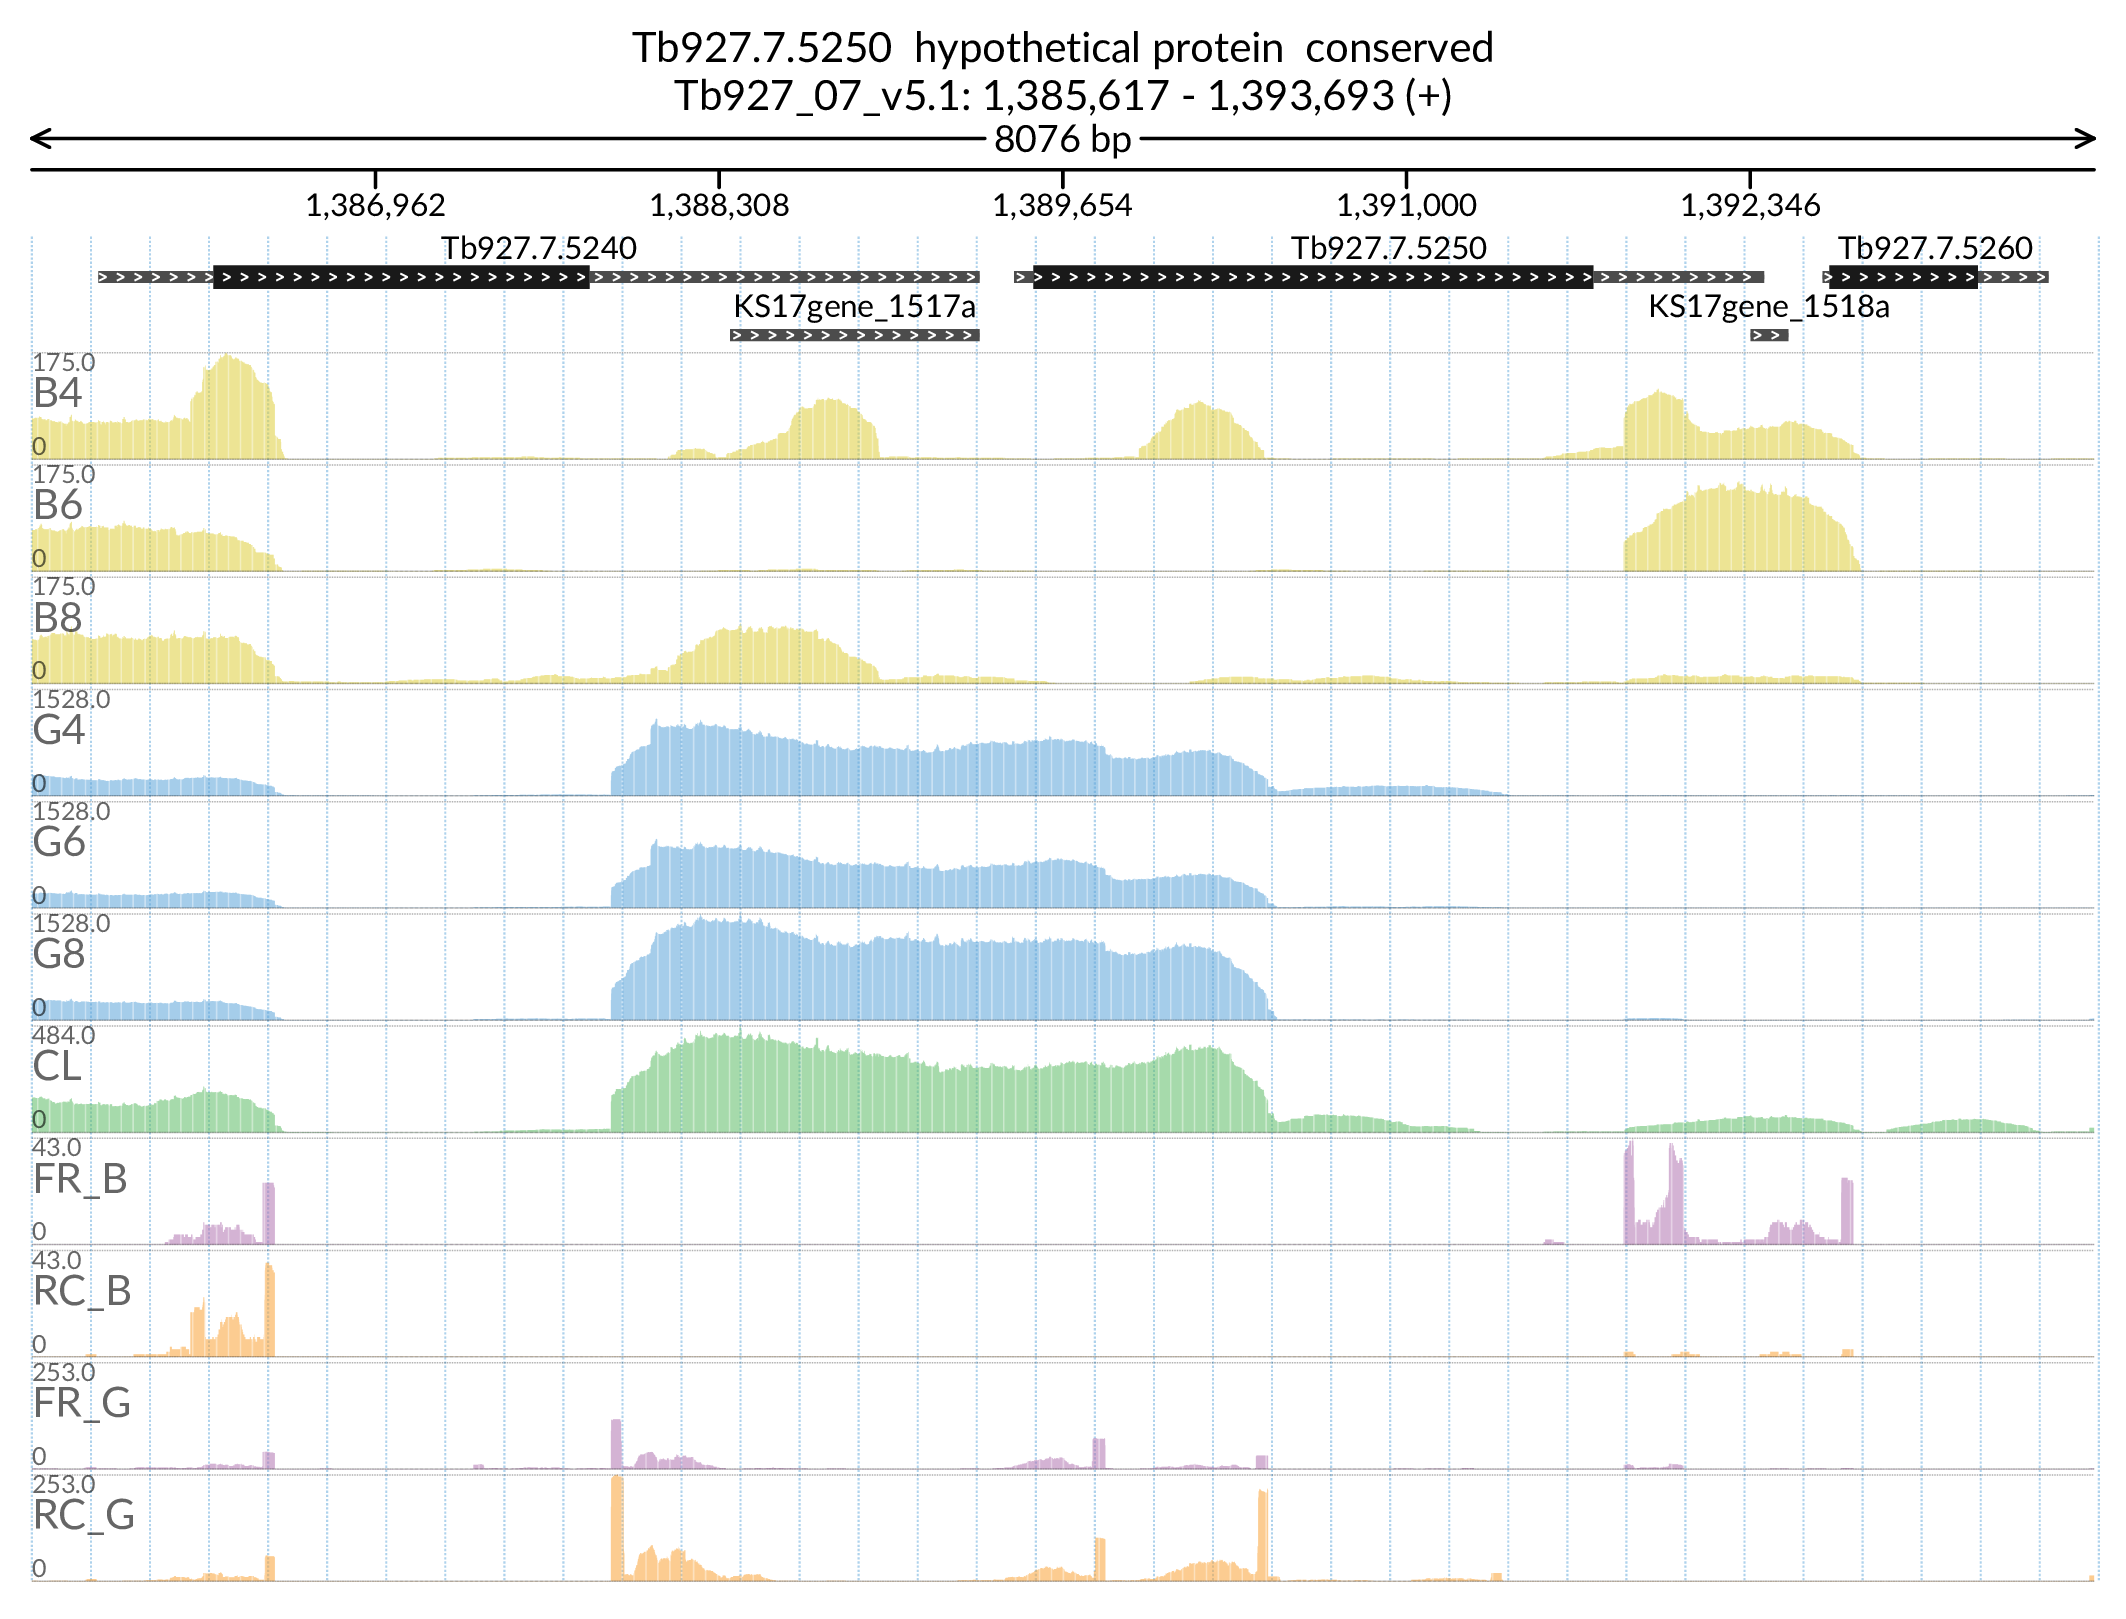 Tb927.7.5250 hypothetical protein conserved
Tb927_07_v5.1: 1,385,617 - 1,393,693 (+)
8076 bp
1,386,962 1,388,308 1,389,654 1,391,000 1,392,346
Tb927.7.5240 Tb927.7.5250 Tb927.7.5260
KS17gene_1517a KS17gene_1518a
175.0
B4
0
175.0
B6
0
175.0
B8
0
1528.0
G4
0
1528.0
G6
0
1528.0
G8
0
484.0
CL
0
43.0
FR_B
0
43.0
RC_B
0
253.0
FR_G
0
253.0
RC_G
0